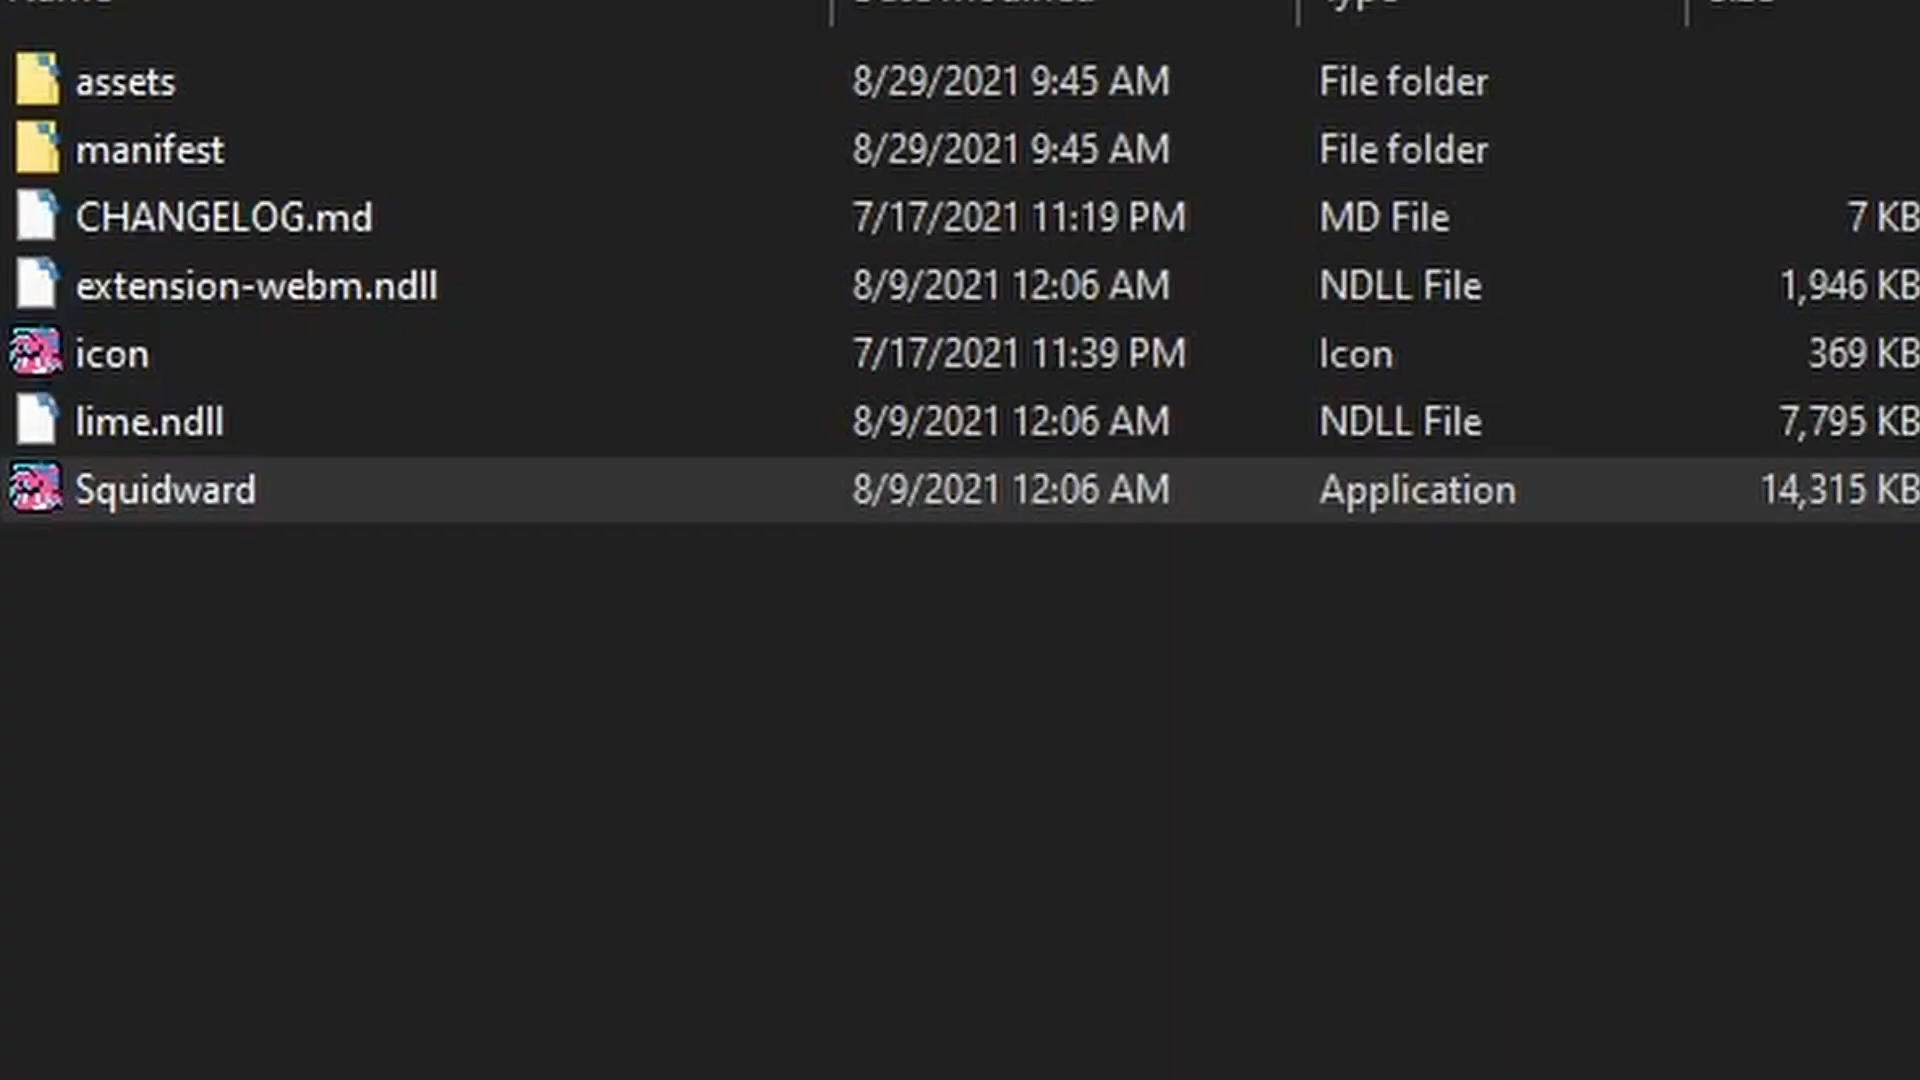 assets 8/29/2021 9:45 AM File folder
manifest 8/29/2021 9:45 AM File folder
CHANGELOG.md 7/17/2021 11:19 PM MD File 7 KB
extension-webm.ndll 8/9/2021 12:06 AM NDLL File 1,946 KB
icon 7/17/2021 11:39 PM Icon 369 KB
lime.ndll 8/9/2021 12:06 AM NDLL File 7,795 KB
Squidward 8/9/2021 12:06 AM Application 14,315 KB